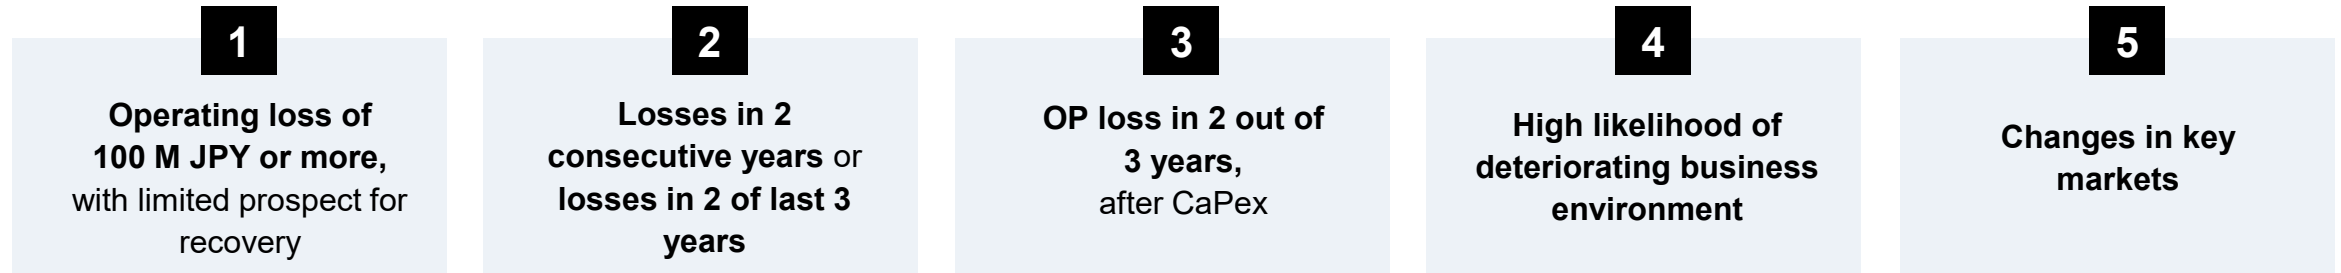 1
Operating loss of
100 M JPY or more,
with limited prospect for
recovery
2
Losses in 2
consecutive years or
losses in 2 of last 3
years
3
OP loss in 2 out of
3 years,
after CaPex
4
High likelihood of
deteriorating business
environment
5
Changes in key
markets